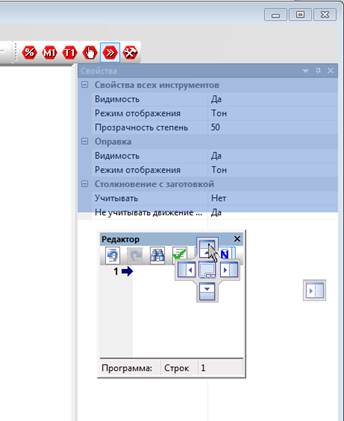 % M1 T1
Свойства
Свойства всех инструментов
Видимость Да
Режим отображения Тон
Прозрачность степень 50
Оправка
Видимость Да
Режим отображения Тон
Столкновение с заготовкой
Учитывать Нет
Не учитывать движение ... Да
Редактор
N
1
Программа: Строк 1